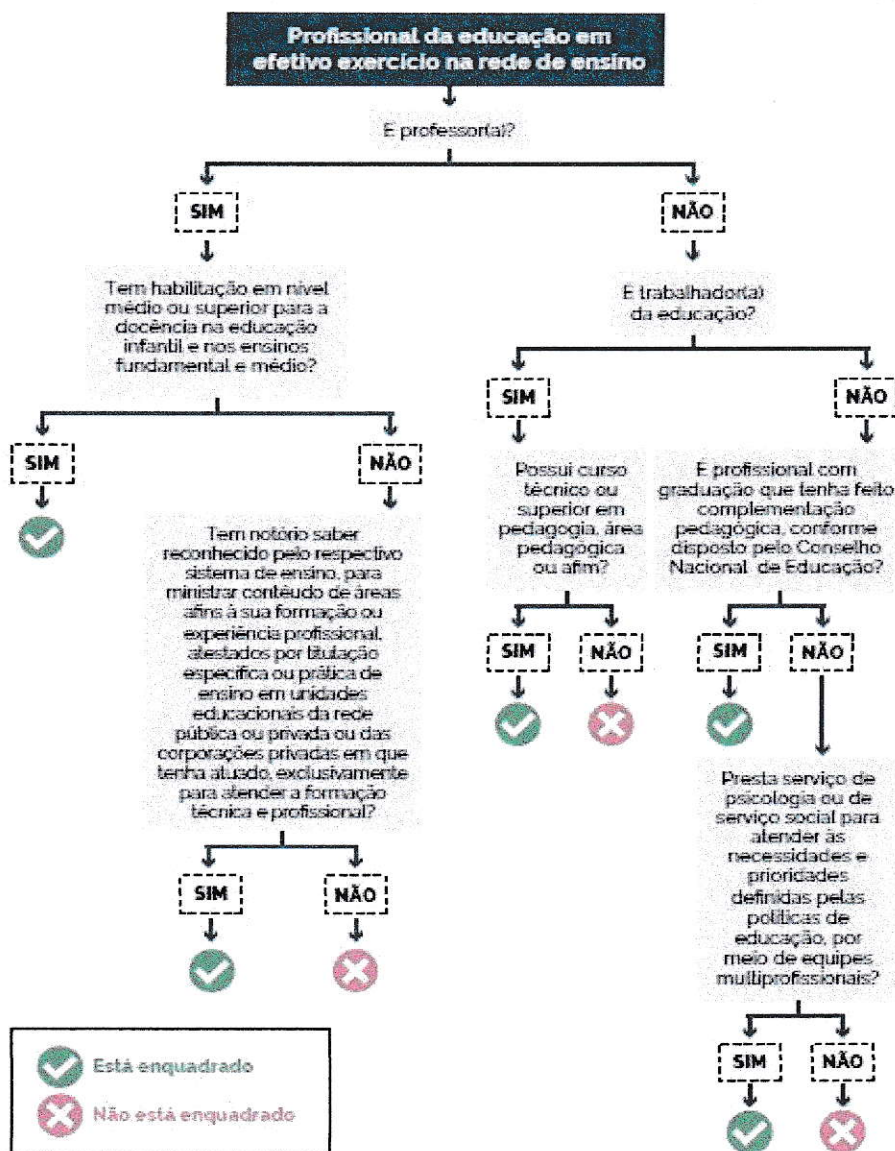 Profissional da educação em
efetivo exercício na rede de ensino
É professor(a)?
SIM
NÃO
Tem habilitação em nível
médio ou superior para a
docência na educação
infantil e nos ensinos
fundamental e médio?
É trabalhador(a)
da educação?
SIM
NÃO
SIM
NÃO
Tem notório saber
reconhecido pelo respectivo
sistema de ensino, para
ministrar conteúdo de áreas
afins à sua formação ou
experiência profissional,
atestados por titulação
específica ou prática de
ensino em unidades
educacionais da rede
pública ou privada ou das
corporações privadas em que
tenha atuado, exclusivamente
para atender a formação
técnica e profissional?
SIM
NÃO
Possui curso
técnico ou
superior em
pedagogia, área
pedagógica
ou afim?
SIM
NÃO
É profissional com
graduação que tenha feito
complementação
pedagógica, conforme
disposto pelo Conselho
Nacional de Educação?
SIM
NÃO
Presta serviço de
psicologia ou de
serviço social para
atender às
necessidades e
prioridades
definidas pelas
políticas de
educação, por
meio de equipes
multiprofissionais?
SIM
NÃO
Está enquadrado
Não está enquadrado